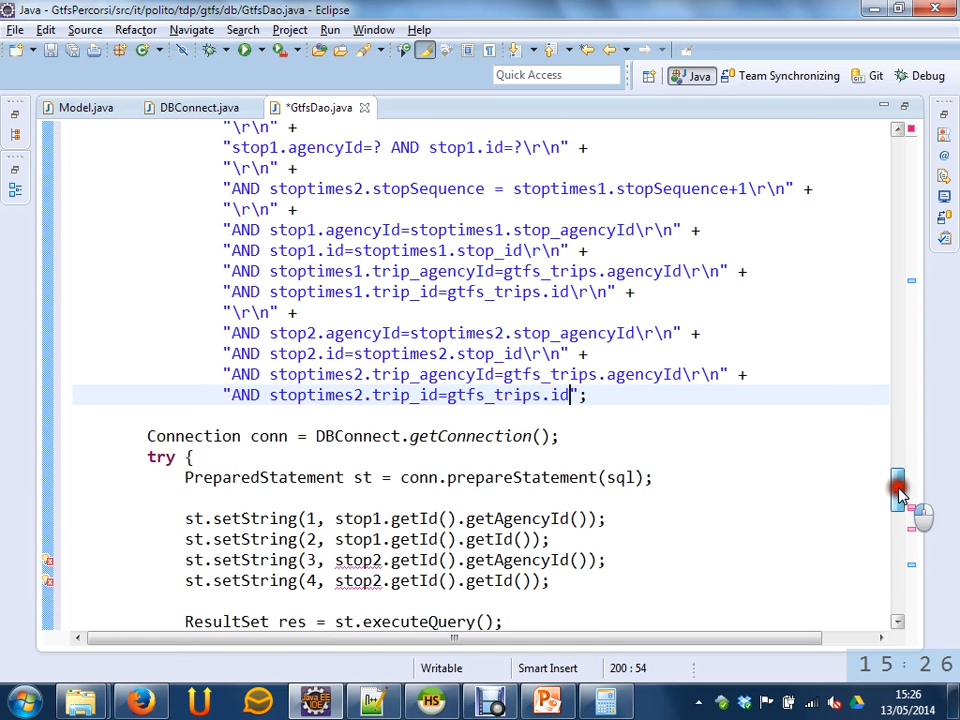 Java - GtfsPercorsi/src/it/polito/tdp/gtfs/db/GtfsDao.java - Eclipse
File Edit Source Refactor Navigate Search Project Run Window Help
Quick Access
Java Team Synchronizing Git Debug
Model.java DBConnect.java *GtfsDao.java
"\r\n" +
"stop1.agencyId=? AND stop1.id=?\r\n" +
"\r\n" +
"AND stoptimes2.stopSequence = stoptimes1.stopSequence+1\r\n" +
"\r\n" +
"AND stop1.agencyId=stoptimes1.stop_agencyId\r\n" +
"AND stop1.id=stoptimes1.stop_id\r\n" +
"AND stoptimes1.trip_agencyId=gtfs_trips.agencyId\r\n" +
"AND stoptimes1.trip_id=gtfs_trips.id\r\n" +
"\r\n" +
"AND stop2.agencyId=stoptimes2.stop_agencyId\r\n" +
"AND stop2.id=stoptimes2.stop_id\r\n" +
"AND stoptimes2.trip_agencyId=gtfs_trips.agencyId\r\n" +
"AND stoptimes2.trip_id=gtfs_trips.id";
Connection conn = DBConnect.getConnection();
try {
PreparedStatement st = conn.prepareStatement(sql);
st.setString(1, stop1.getId().getAgencyId());
st.setString(2, stop1.getId().getId());
st.setString(3, stop2.getId().getAgencyId());
st.setString(4, stop2.getId().getId());
ResultSet res = st.executeQuery();
Writable Smart Insert 200 : 54
15:26
Java EE
IDE
HS
15:26
13/05/2014